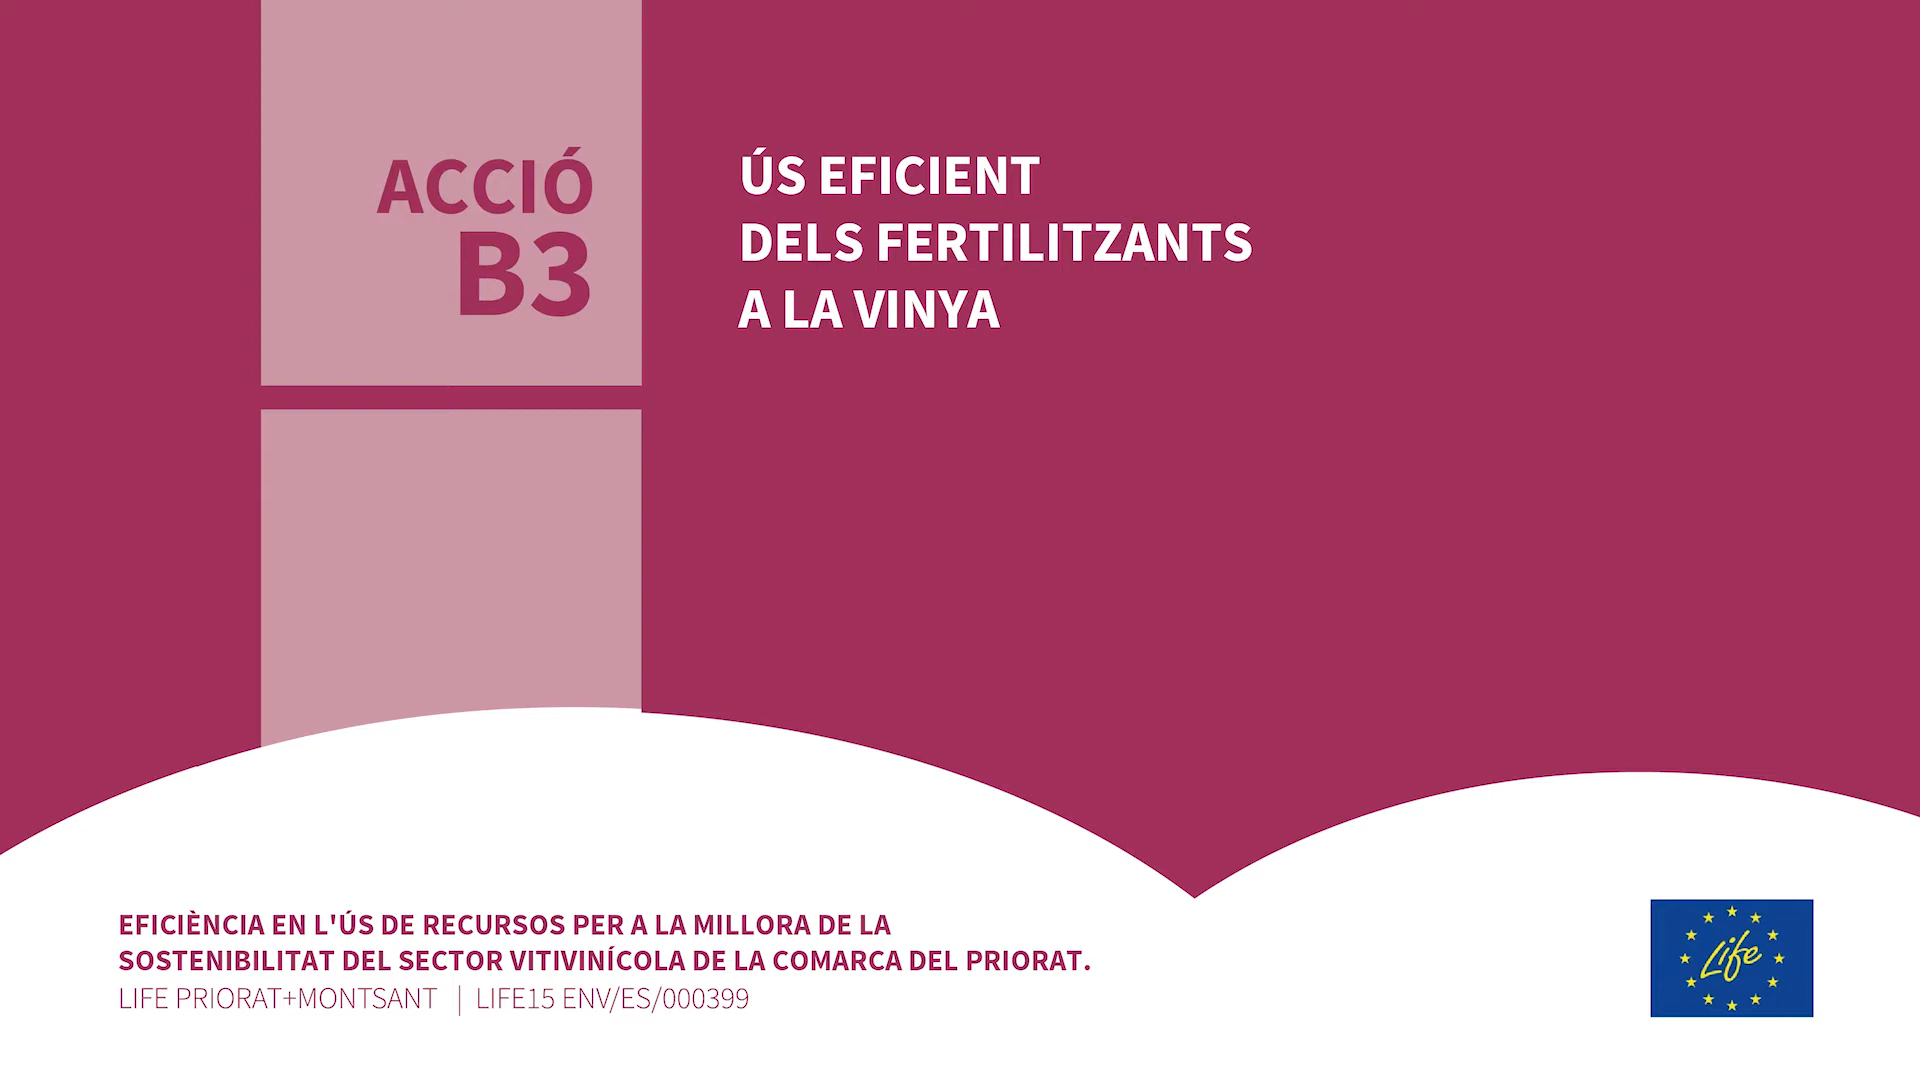 ACCIÓ
B3
ÚS EFICIENT
DELS FERTILITZANTS
A LA VINYA
EFICIÈNCIA EN L'ÚS DE RECURSOS PER A LA MILLORA DE LA
SOSTENIBILITAT DEL SECTOR VITIVINÍCOLA DE LA COMARCA DEL PRIORAT.
LIFE PRIORAT+MONTSANT | LIFE15 ENV/ES/000399
Life